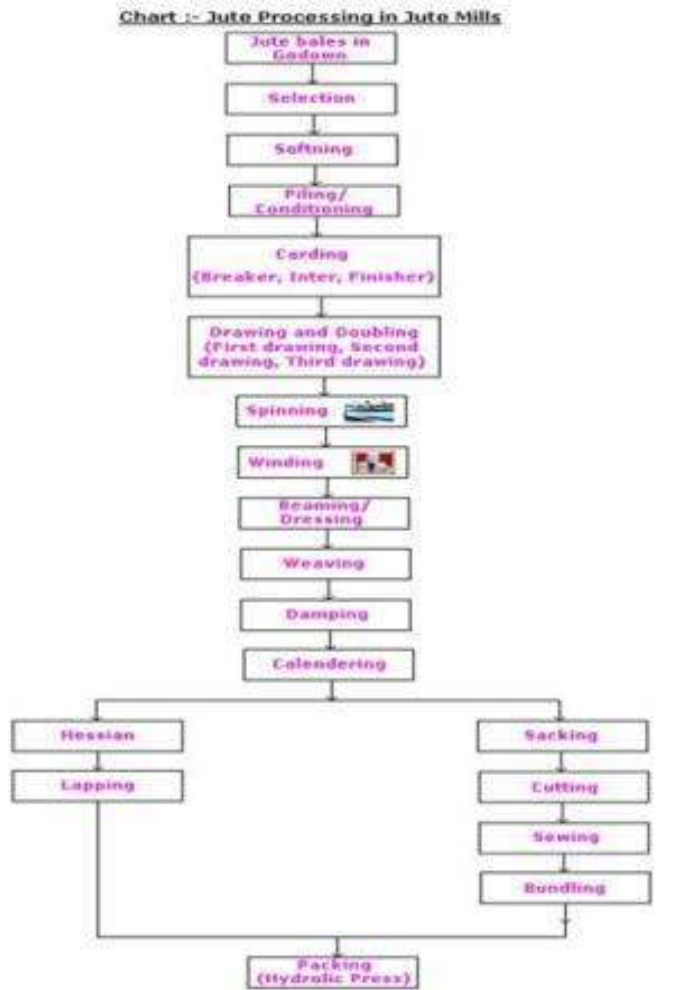 Chart :- Jute Processing in Jute Mills
Jute bales in
Godown
Selection
Softning
Piling/
Conditioning
Carding
(Breaker, Inter, Finisher)
Drawing and Doubling
(First drawing, Second
drawing, Third drawing)
Spinning
Winding
Beaming/
Dressing
Weaving
Damping
Calendering
Hessian
Lapping
Sacking
Cutting
Sewing
Bundling
Packing
(Hydrolic Press)